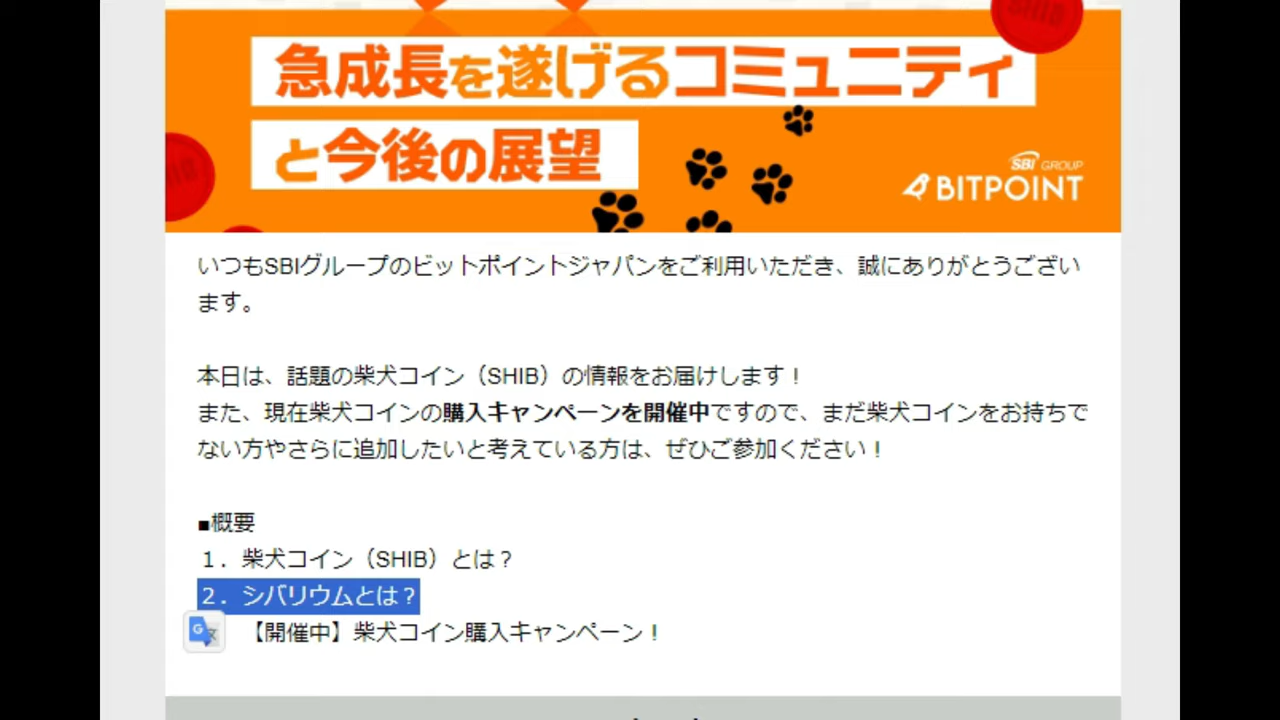 SHIB
急成長を遂げるコミュニティ
と今後の展望
SHIB
SBI GROUP
BITPOINT
いつもSBIグループのビットポイントジャパンをご利用いただき、誠にありがとうござい
ます。
本日は、話題の柴犬コイン（SHIB）の情報をお届けします！
また、現在柴犬コインの購入キャンペーンを開催中ですので、まだ柴犬コインをお持ちで
ない方やさらに追加したいと考えている方は、ぜひご参加ください！
■概要
１．柴犬コイン（SHIB）とは？
２．シバリウムとは？
【開催中】柴犬コイン購入キャンペーン！